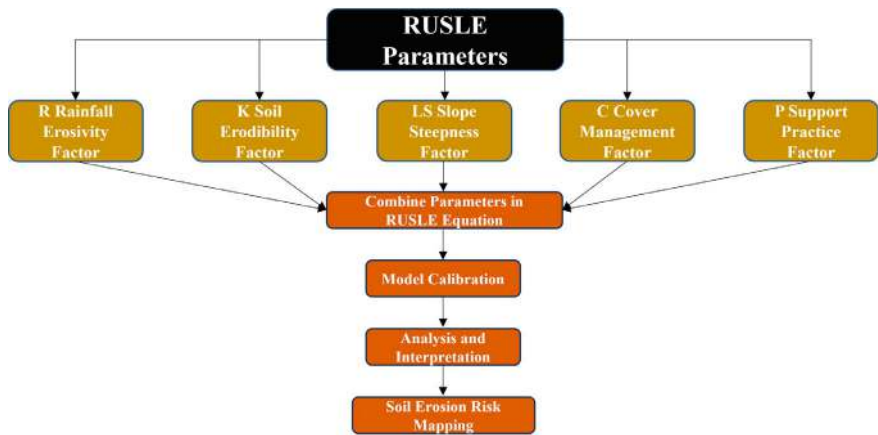 RUSLE
Parameters
R Rainfall
Erosivity
Factor
K Soil
Erodibility
Factor
LS Slope
Steepness
Factor
C Cover
Management
Factor
P Support
Practice
Factor
Combine Parameters in
RUSLE Equation
Model Calibration
Analysis and
Interpretation
Soil Erosion Risk
Mapping